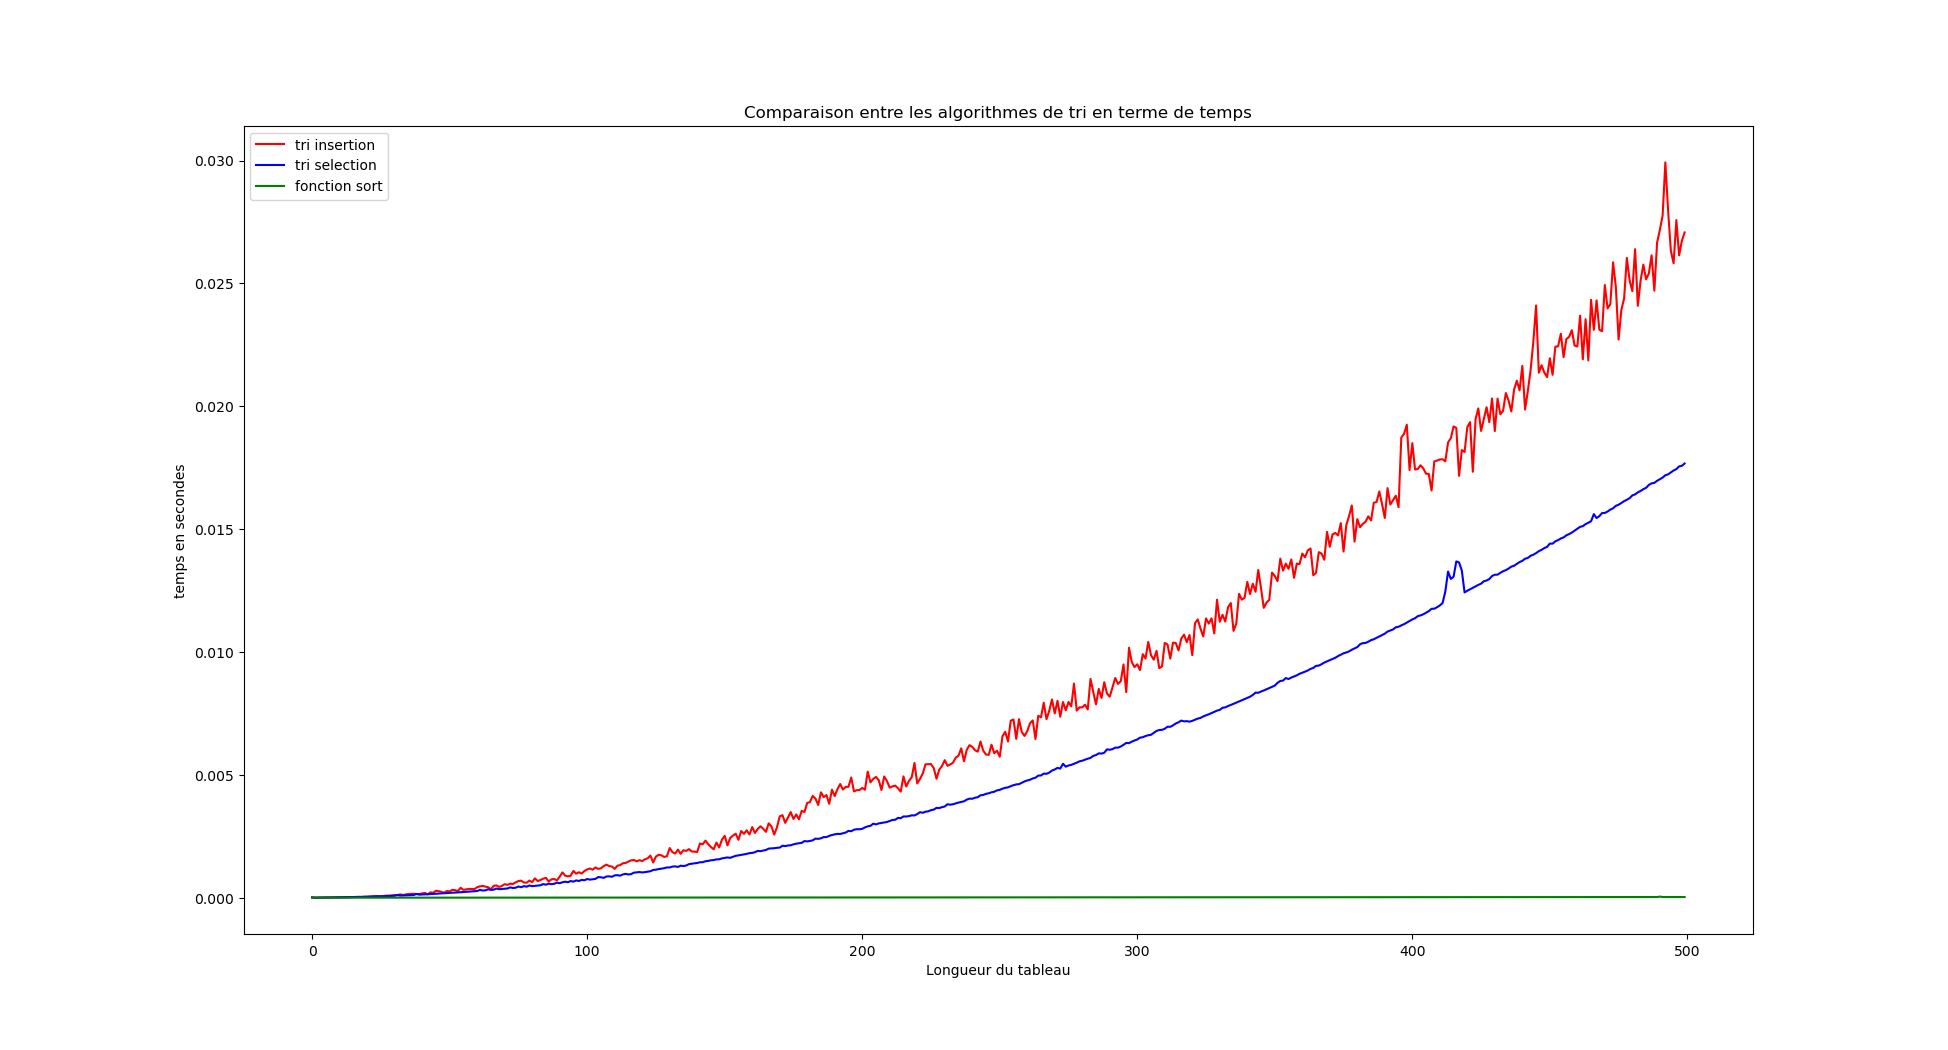 Comparaison entre les algorithmes de tri en terme de temps
tri insertion
tri selection
fonction sort
0.030
0.025
0.020
0.015
0.010
0.005
0.000
temps en secondes
0 100 200 300 400 500
Longueur du tableau